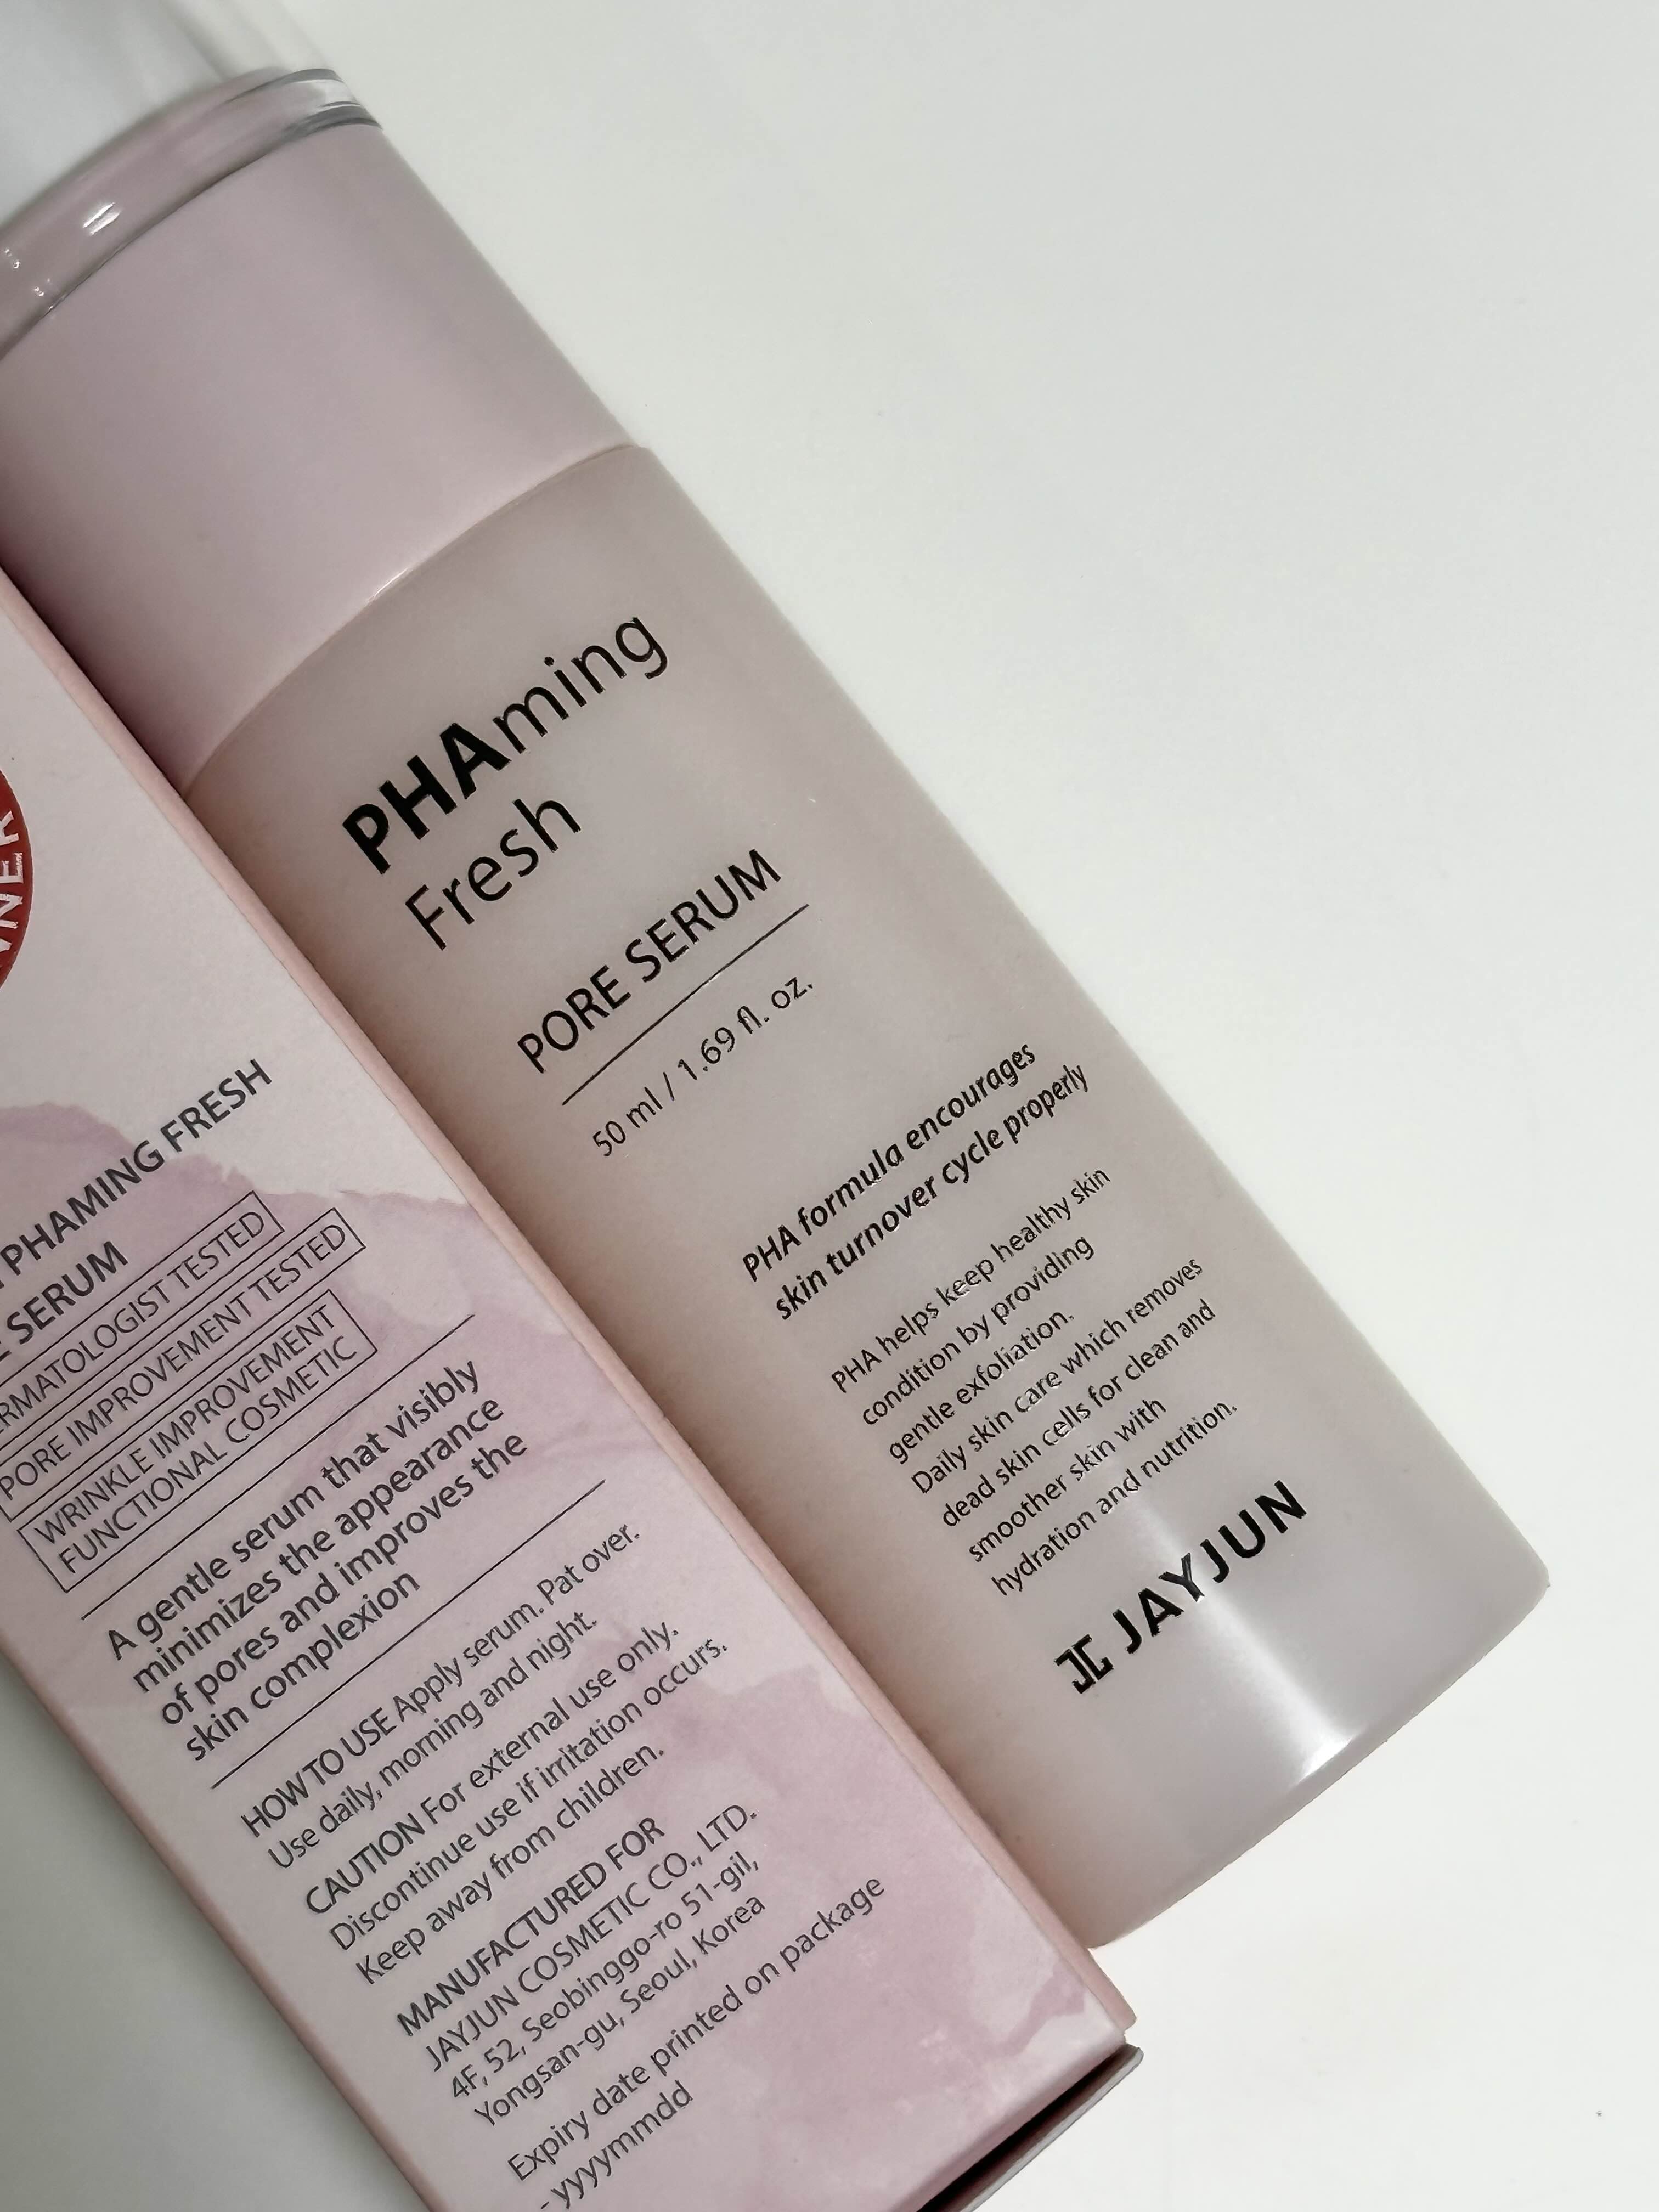 PHAming
Fresh
PORE SERUM
50 ml / 1.69 fl. oz.
PHA formula encourages
skin turnover cycle properly
PHA helps keep healthy skin
condition by providing
gentle exfoliation.
Daily skin care which removes
dead skin cells for clean and
smoother skin with
hydration and nutrition.
JAYJUN
PHAMING FRESH
SERUM
TESTED
PORE IMPROVEMENT TESTED
WRINKLE IMPROVEMENT
FUNCTIONAL COSMETIC
A gentle serum that visibly
minimizes the appearance
of pores and improves the
skin complexion
HOW TO USE Apply serum. Pat over.
Use daily, morning and night.
CAUTION For external use only.
Discontinue use if irritation occurs.
Keep away from children.
MANUFACTURED FOR
JAYJUN COSMETIC CO., LTD.
4F, 52, Seobinggo-ro 51-gil,
Yongsan-gu, Seoul, Korea
Expiry date printed on package
- yyyymmdd